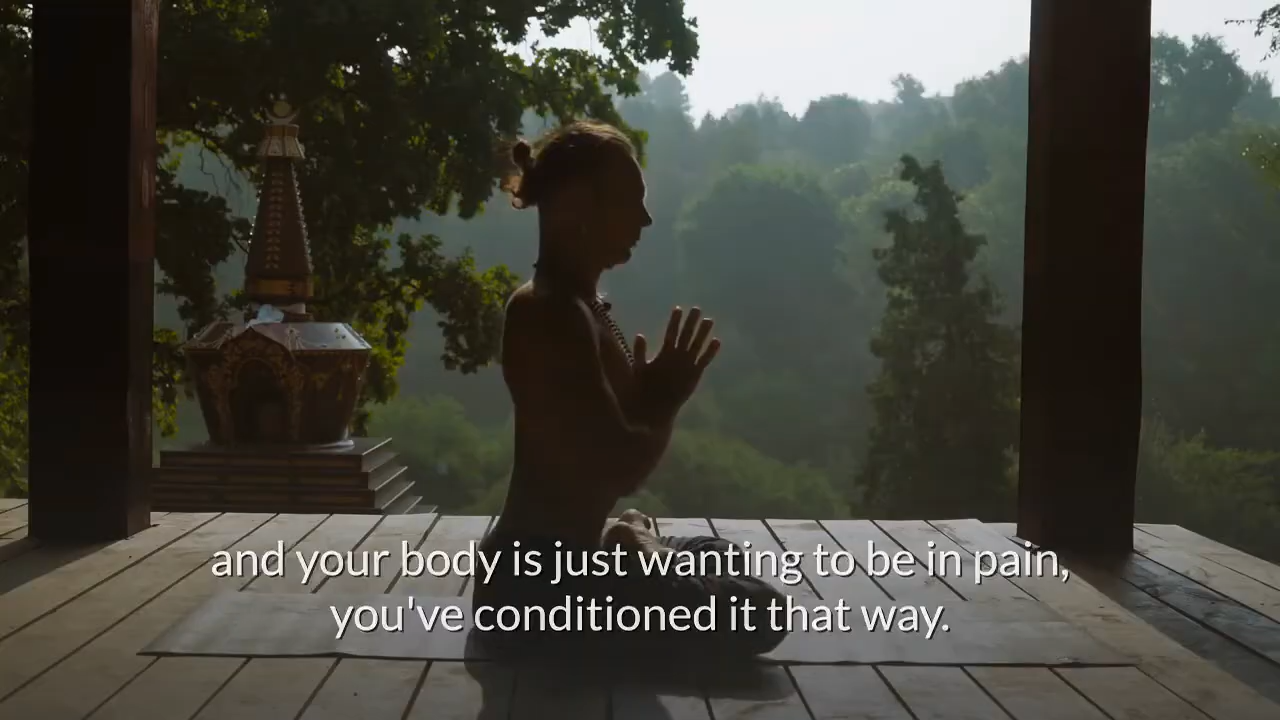 and your body is just wanting to be in pain,
you've conditioned it that way.